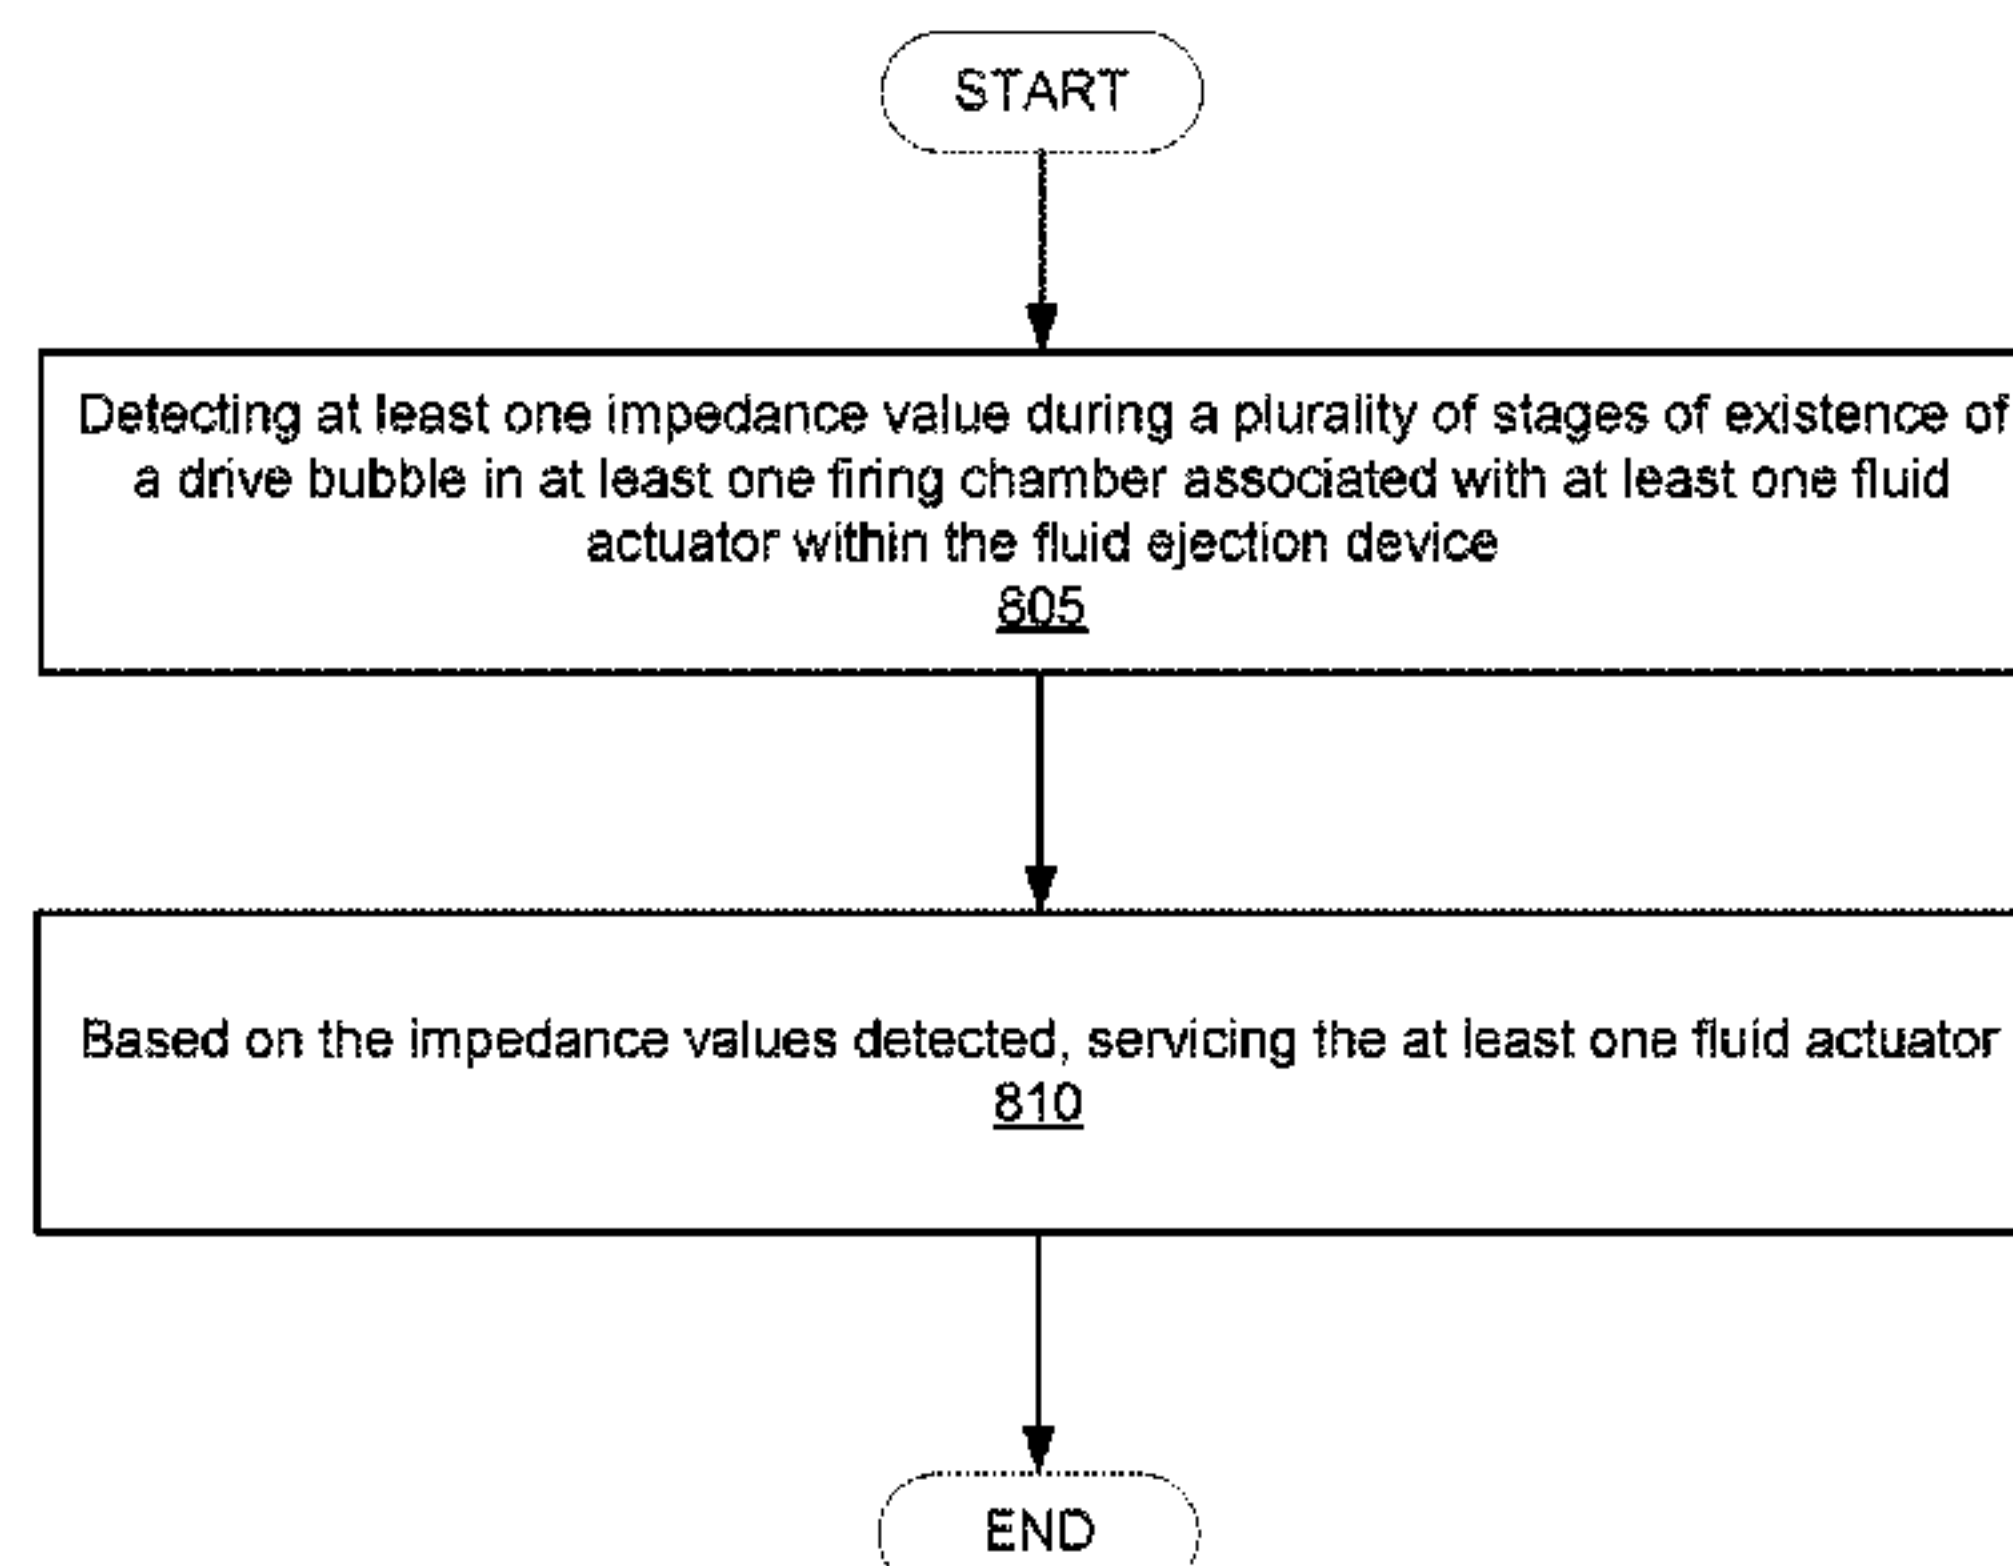 START
Detecting at least one impedance value during a plurality of stages of existence of
a drive bubble in at least one firing chamber associated with at least one fluid
actuator within the fluid ejection device
805
Based on the impedance values detected, servicing the at least one fluid actuator
810
END